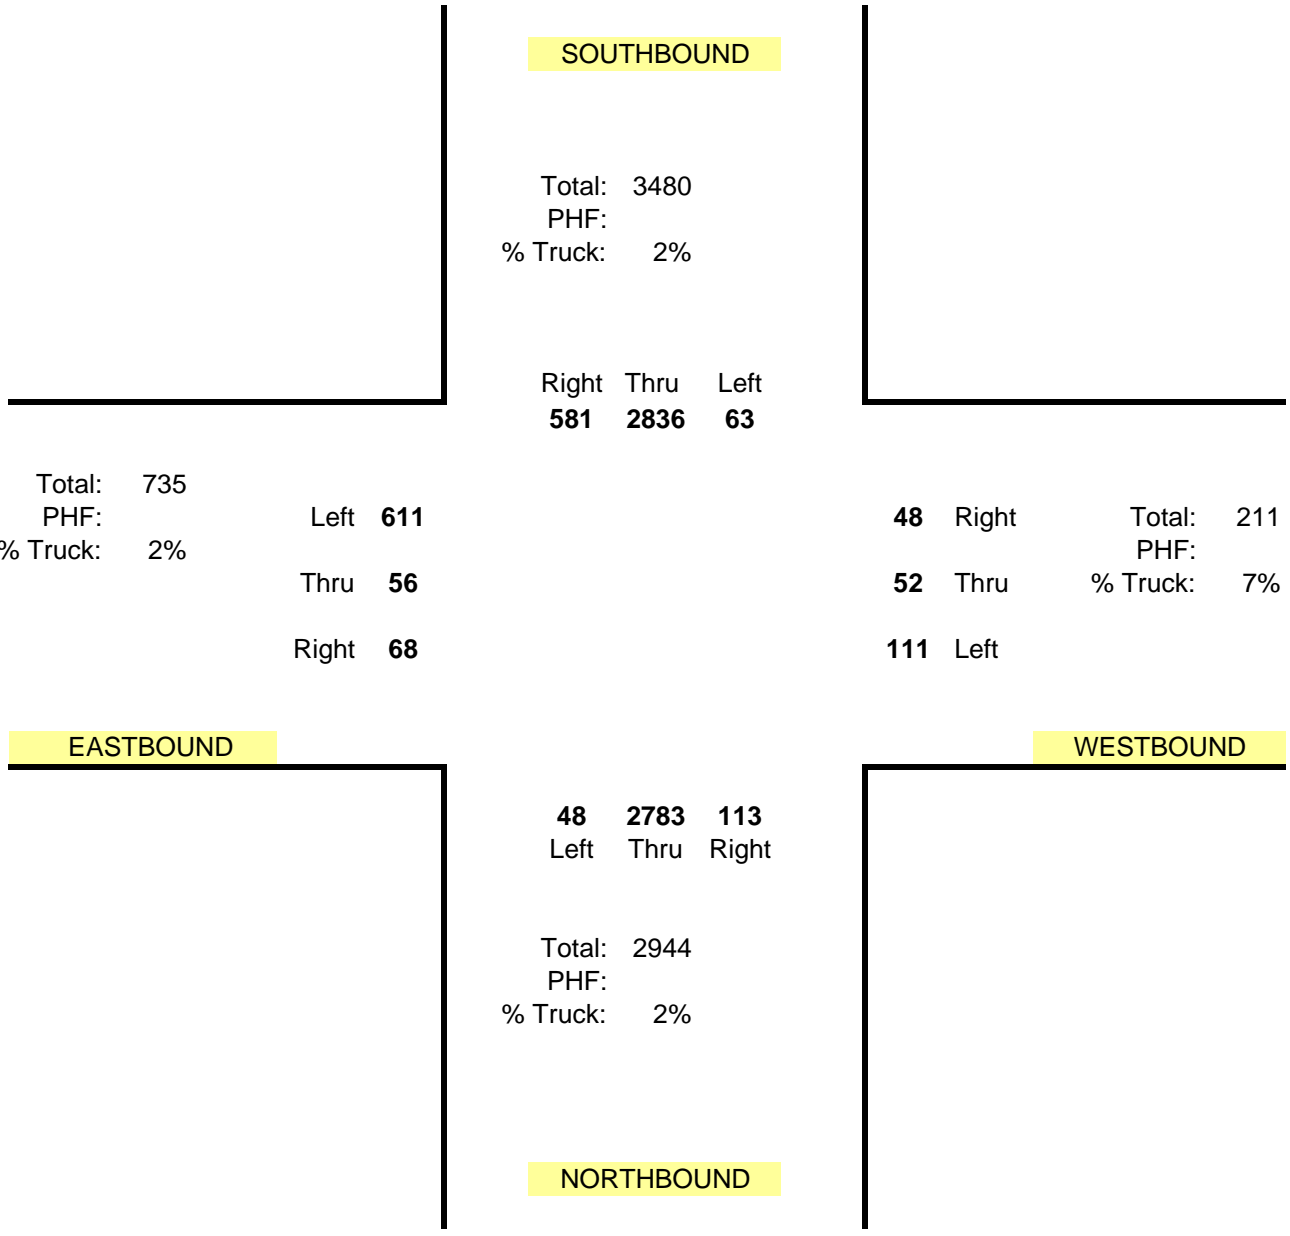 SOUTHBOUND
Total: 3480
PHF:
% Truck: 2%
Right Thru Left
581 2836 63
Total: 735
PHF:
% Truck: 2%
Left 611
Thru 56
Right 68
48 Right
52 Thru
111 Left
Total: 211
PHF:
% Truck: 7%
EASTBOUND
WESTBOUND
48 2783 113
Left Thru Right
Total: 2944
PHF:
% Truck: 2%
NORTHBOUND